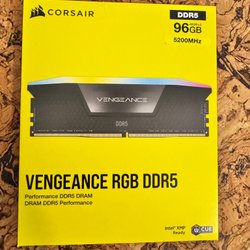 CORSAIR
DDR5
96GB
5200MHz
VENGEANCE
DDR5
VENGEANCE RGB DDR5
Performance DDR5 DRAM
DRAM DDR5 Performance
Intel® XMP
Ready
iCUE